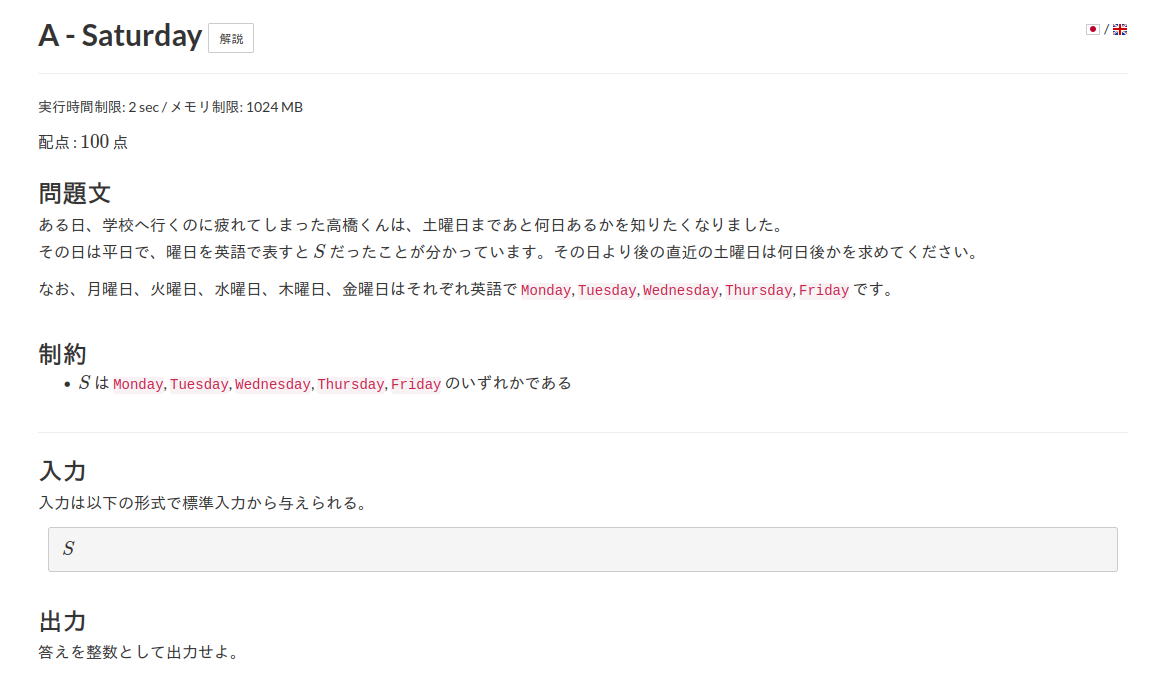 A - Saturday 解説
/
実行時間制限: 2 sec / メモリ制限: 1024 MB
配点 : 100 点
問題文
ある日、学校へ行くのに疲れてしまった高橋くんは、土曜日まであと何日あるかを知りたくなりました。
その日は平日で、曜日を英語で表すと S だったことが分かっています。その日より後の直近の土曜日は何日後かを求めてください。
なお、月曜日、火曜日、水曜日、木曜日、金曜日はそれぞれ英語で Monday, Tuesday, Wednesday, Thursday, Friday です。
制約
• S は Monday, Tuesday, Wednesday, Thursday, Friday のいずれかである
入力
入力は以下の形式で標準入力から与えられる。
S
出力
答えを整数として出力せよ。